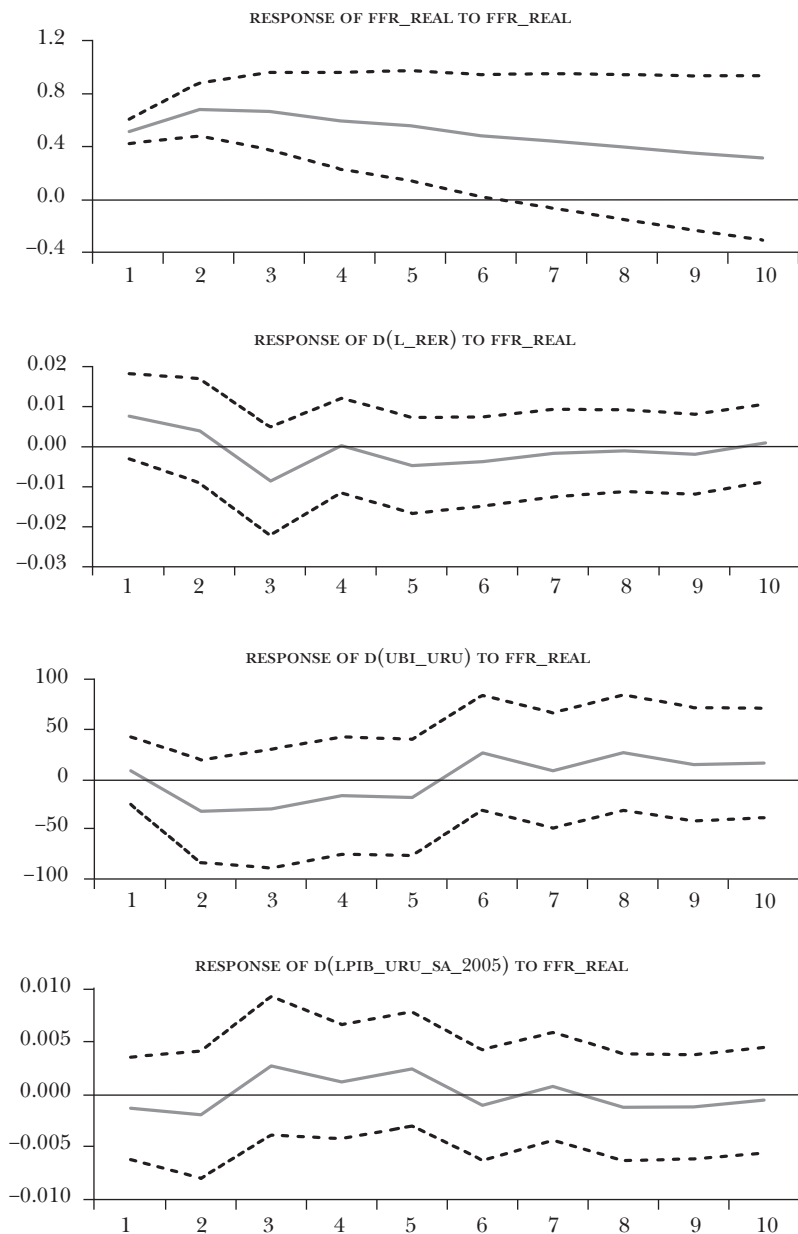 RESPONSE OF FFR_REAL TO FFR_REAL
1.2
0.8
0.4
0.0
–0.4
1 2 3 4 5 6 7 8 9 10
RESPONSE OF D(L_RER) TO FFR_REAL
0.02
0.01
0.00
–0.01
–0.02
–0.03
1 2 3 4 5 6 7 8 9 10
RESPONSE OF D(UBI_URU) TO FFR_REAL
100
50
0
–50
–100
1 2 3 4 5 6 7 8 9 10
RESPONSE OF D(LPIB_URU_SA_2005) TO FFR_REAL
0.010
0.005
0.000
–0.005
–0.010
1 2 3 4 5 6 7 8 9 10